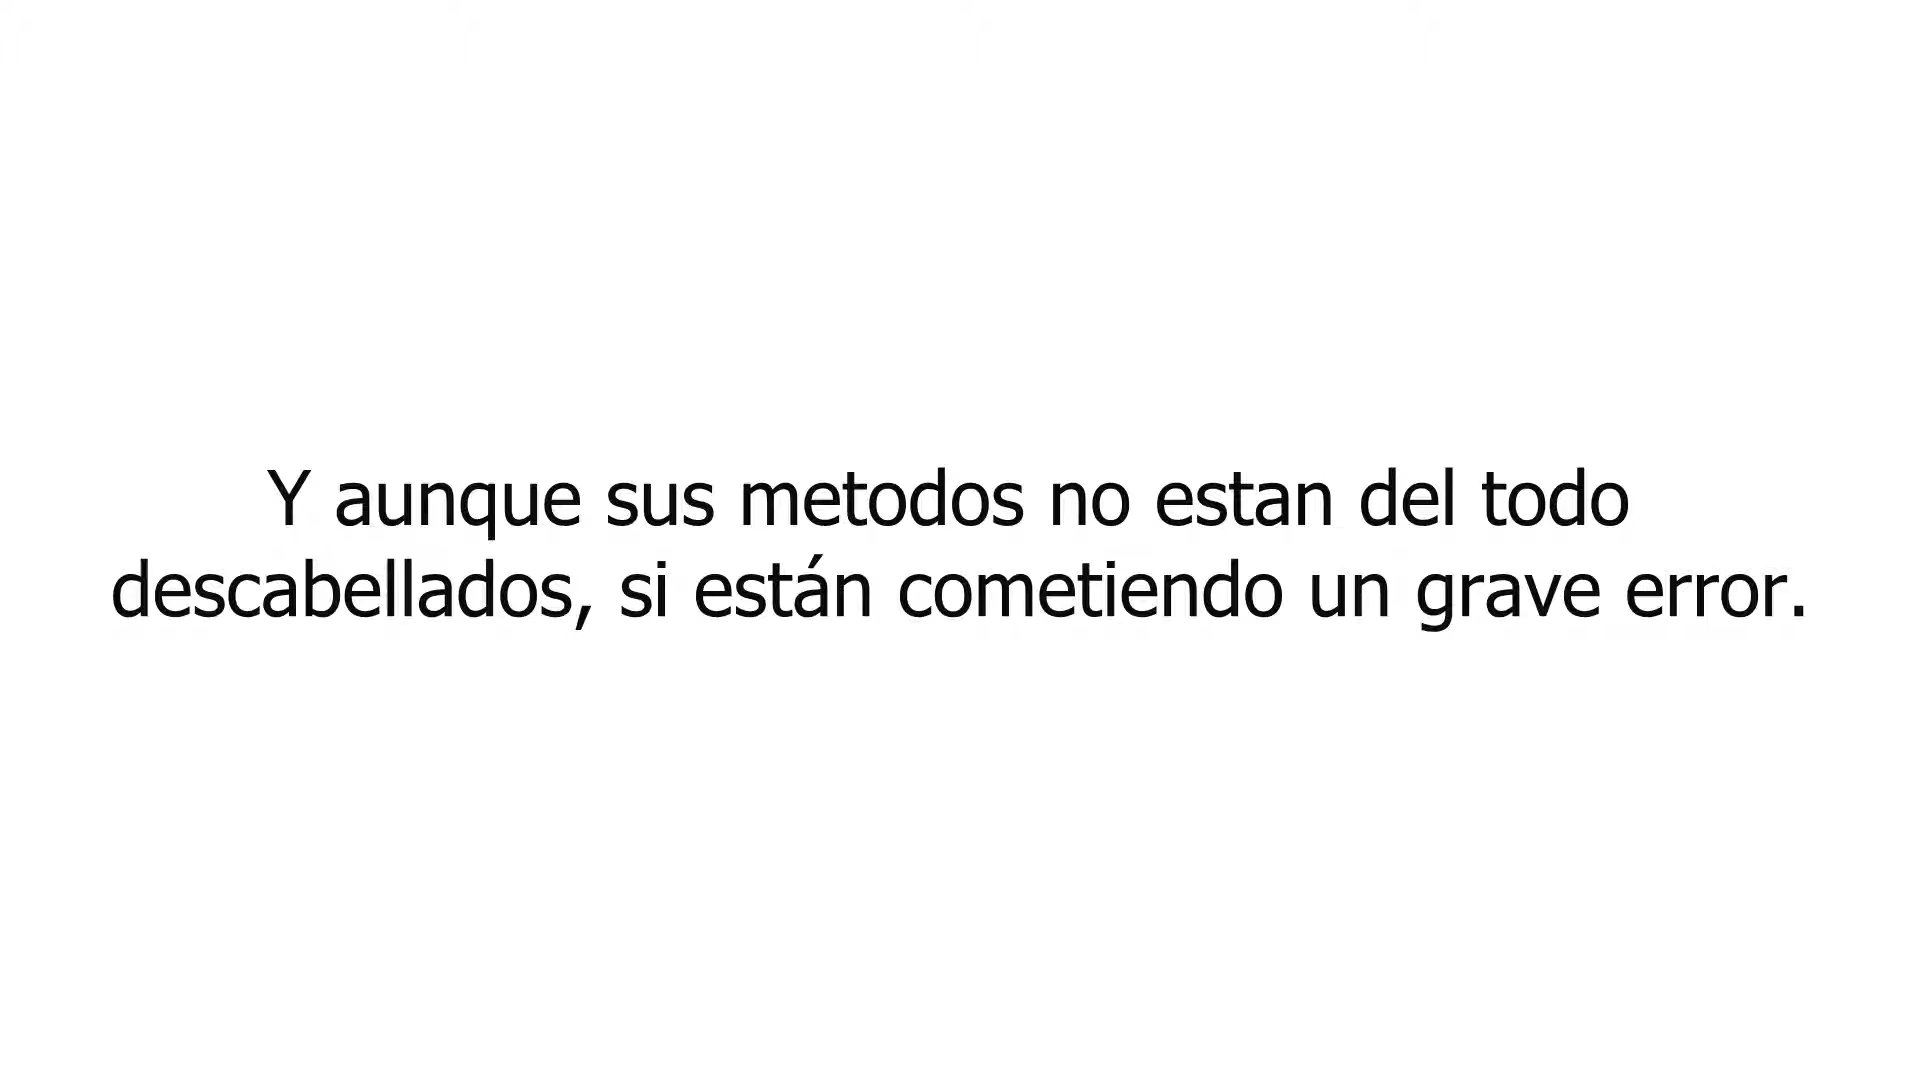 Y aunque sus metodos no estan del todo
descabellados, si están cometiendo un grave error.